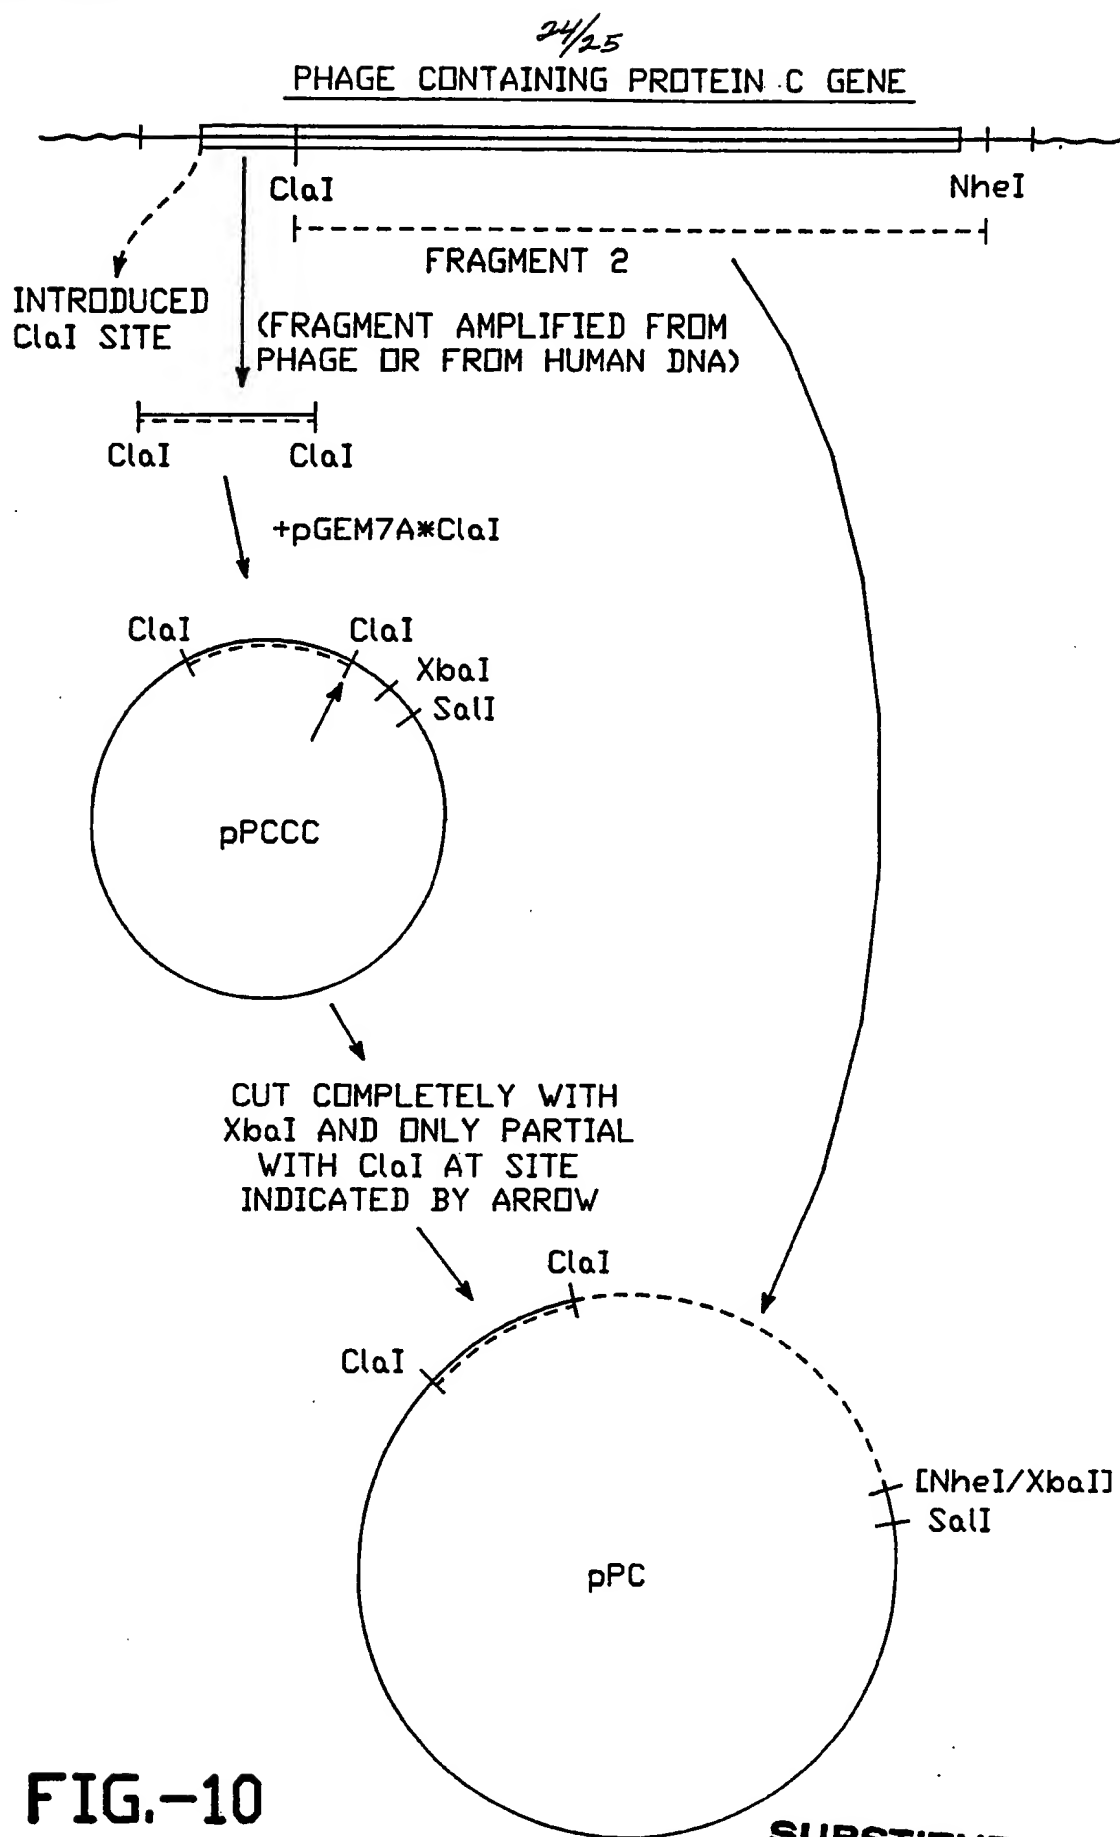 24/25
PHAGE CONTAINING PROTEIN C GENE
ClaI
NheI
FRAGMENT 2
INTRODUCED
ClaI SITE
(FRAGMENT AMPLIFIED FROM
PHAGE OR FROM HUMAN DNA)
ClaI ClaI
+pGEM7A*ClaI
ClaI ClaI
XbaI
SalI
pPCCC
CUT COMPLETELY WITH
XbaI AND ONLY PARTIAL
WITH ClaI AT SITE
INDICATED BY ARROW
ClaI
ClaI
[NheI/XbaI]
SalI
pPC
FIG.-10